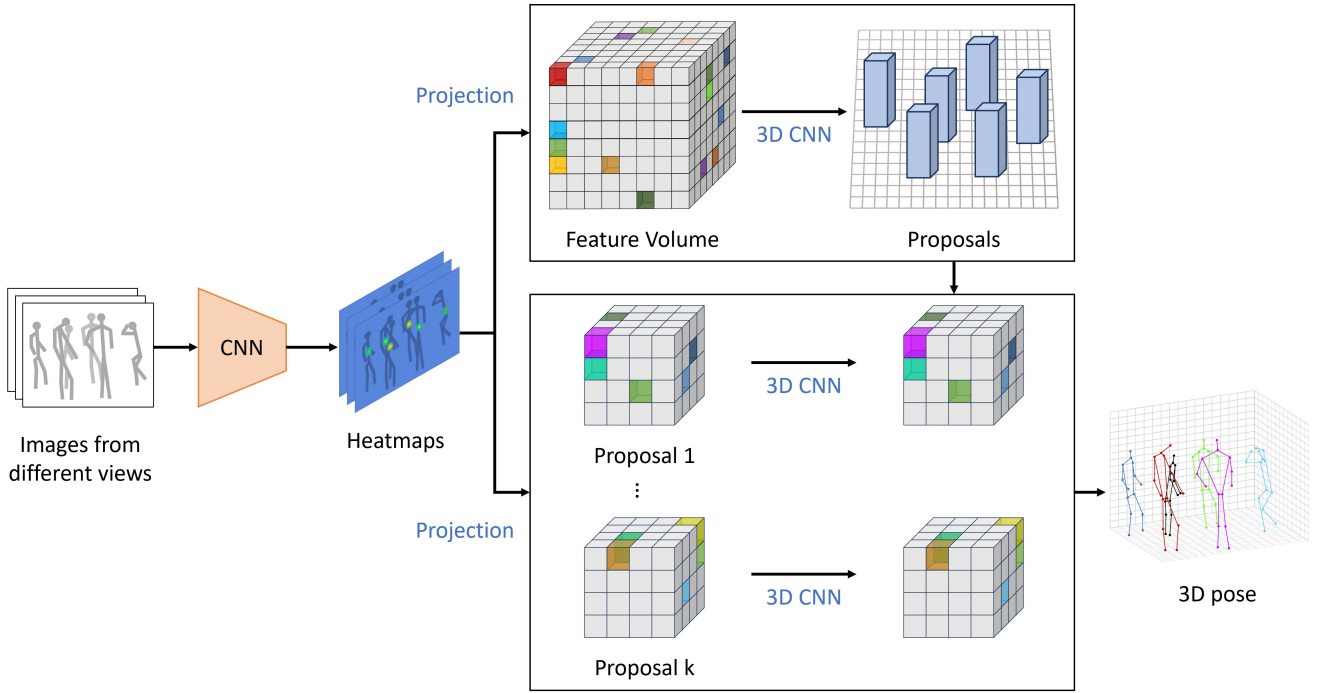 Projection
3D CNN
Feature Volume
Proposals
CNN
Images from
different views
Heatmaps
3D CNN
Proposal 1
⋮
Projection
3D CNN
Proposal k
3D pose